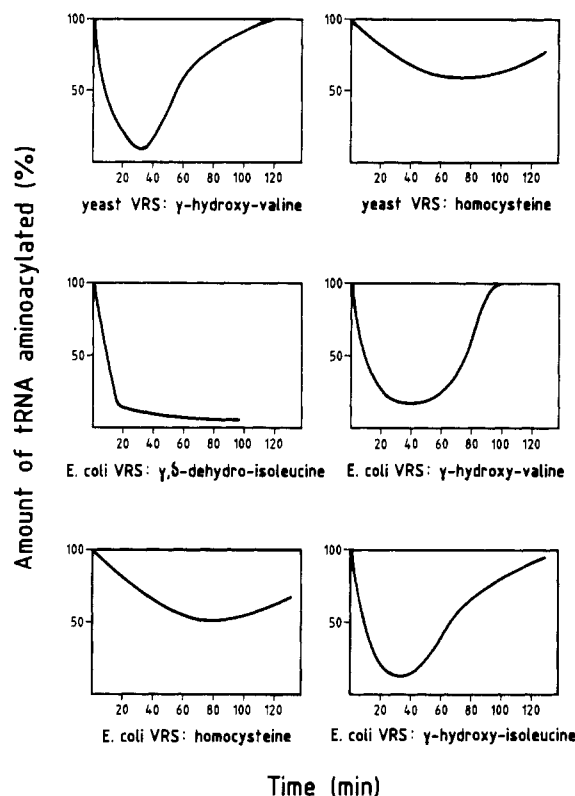 Amount of tRNA aminoacylated (%)
100
50
20 40 60 80 100 120
yeast VRS: γ-hydroxy-valine
100
50
20 40 60 80 100 120
yeast VRS: homocysteine
100
50
20 40 60 80 100 120
E. coli VRS: γ,δ-dehydro-isoleucine
100
50
20 40 60 80 100 120
E. coli VRS: γ-hydroxy-valine
100
50
20 40 60 80 100 120
E. coli VRS: homocysteine
100
50
20 40 60 80 100 120
E. coli VRS: γ-hydroxy-isoleucine
Time (min)